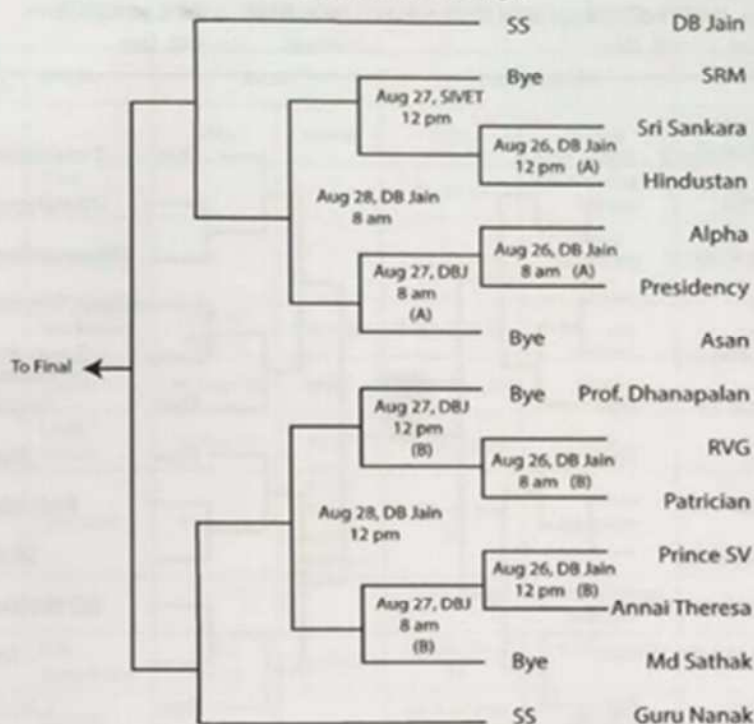 SS DB Jain
Bye SRM
Aug 27, SIVET
12 pm
Sri Sankara
Aug 26, DB Jain
12 pm (A)
Hindustan
Aug 28, DB Jain
8 am
Alpha
Aug 26, DB Jain
8 am (A)
Presidency
Aug 27, DBJ
8 am
(A)
Bye Asan
To Final
Bye Prof. Dhanapalan
Aug 27, DBJ
12 pm
(B)
RVG
Aug 26, DB Jain
8 am (B)
Patrician
Aug 28, DB Jain
12 pm
Prince SV
Aug 26, DB Jain
12 pm (B)
Annai Theresa
Aug 27, DBJ
8 am
(B)
Bye Md Sathak
SS Guru Nanak